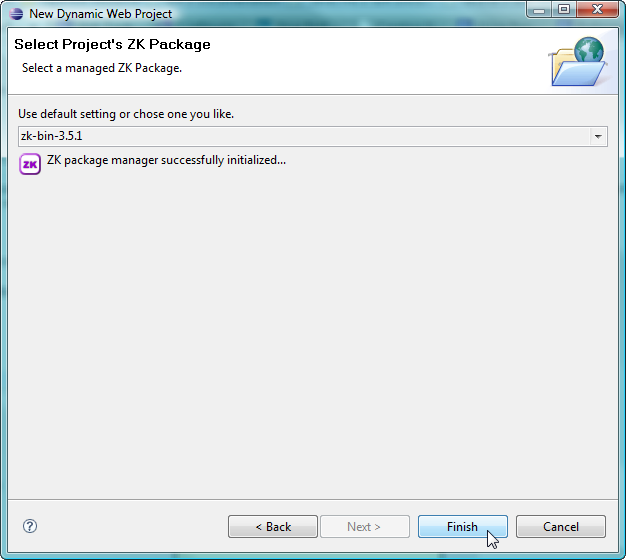 New Dynamic Web Project
Select Project's ZK Package
Select a managed ZK Package.
Use default setting or chose one you like.
zk-bin-3.5.1
ZK ZK package manager successfully initialized...
? < Back Next > Finish Cancel